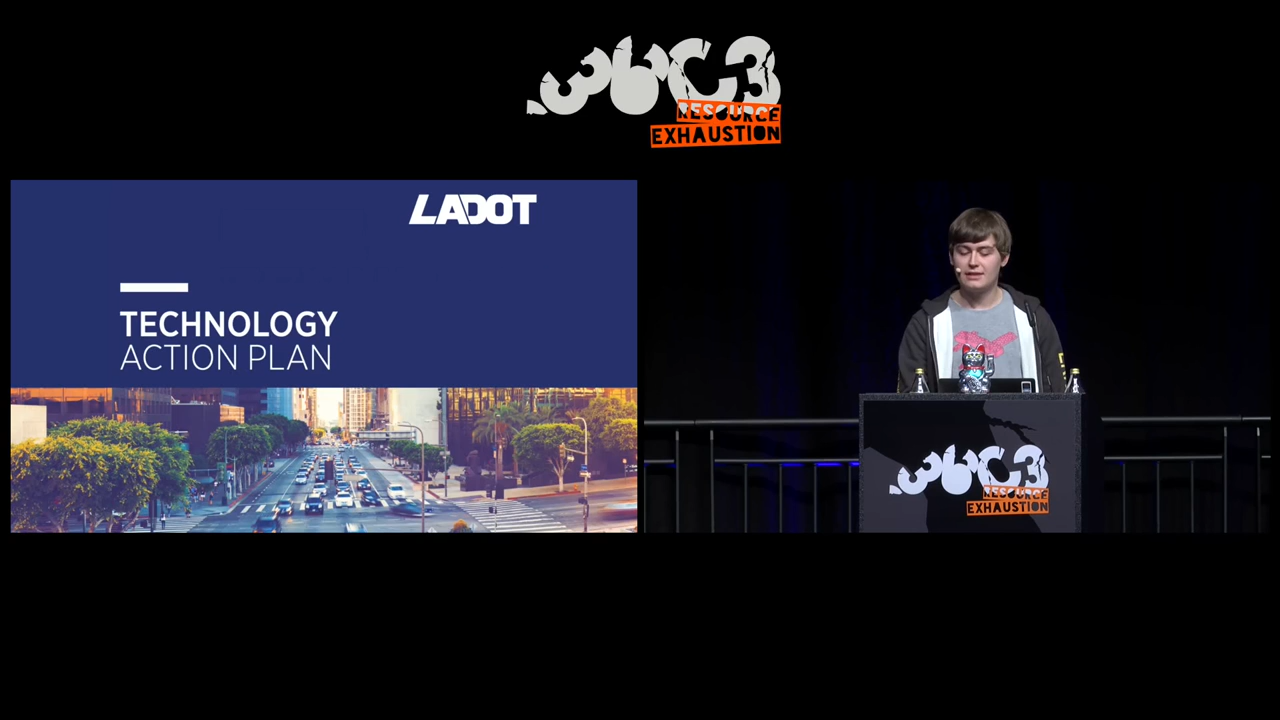 36C3
RESOURCE
EXHAUSTION
LADOT
TECHNOLOGY
ACTION PLAN
36C3
RESOURCE
EXHAUSTION